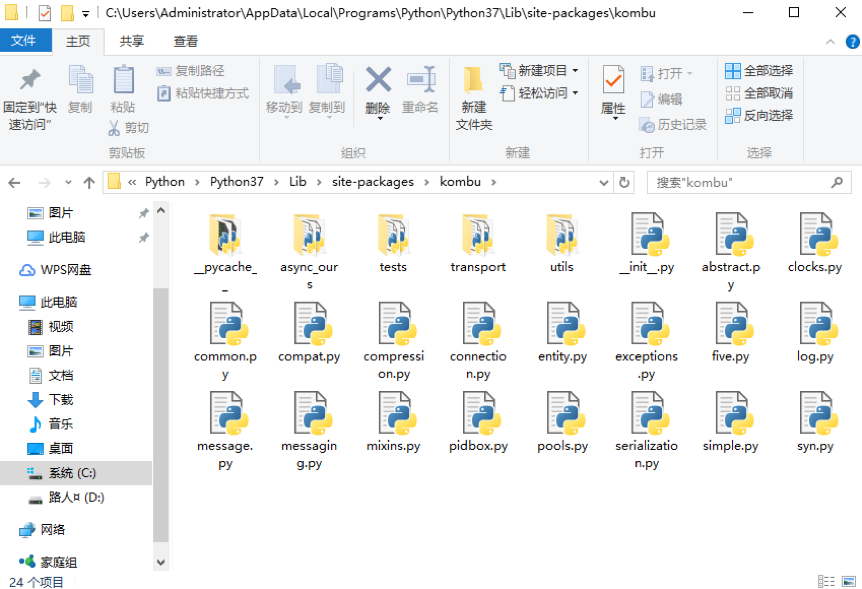 C:\Users\Administrator\AppData\Local\Programs\Python\Python37\Lib\site-packages\kombu
文件 主页 共享 查看
固定到"快
速访问"
复制
粘贴
复制路径
粘贴快捷方式
剪切
剪贴板
移动到 复制到
删除 重命名
组织
新建
文件夹
新建项目
轻松访问
新建
属性
打开
编辑
历史记录
打开
全部选择
全部取消
反向选择
选择
« Python › Python37 › Lib › site-packages › kombu ›
搜索"kombu"
图片
此电脑
WPS网盘
此电脑
视频
图片
文档
下载
音乐
桌面
系统 (C:)
路人¤ (D:)
网络
家庭组
__pycache_
_
async_our
s
tests
transport
utils
__init__.py
abstract.p
y
clocks.py
common.p
y
compat.py
compressi
on.py
connectio
n.py
entity.py
exceptions
.py
five.py
log.py
message.
py
messagin
g.py
mixins.py
pidbox.py
pools.py
serializatio
n.py
simple.py
syn.py
24 个项目